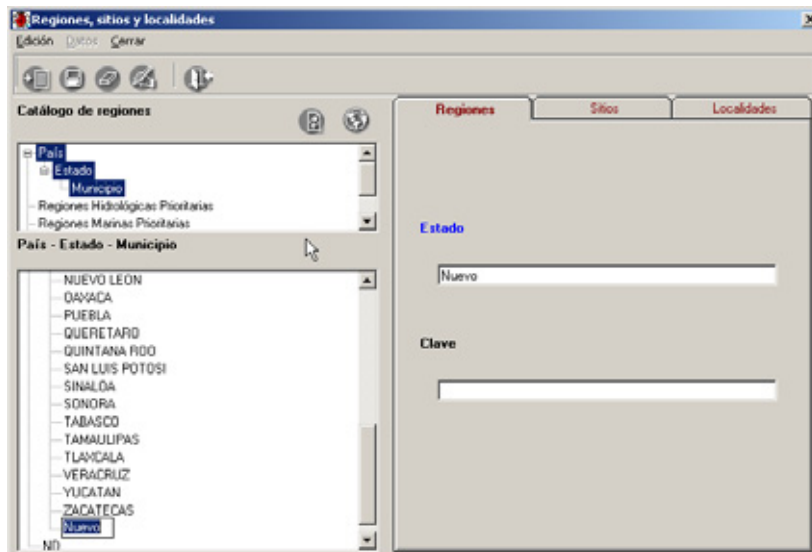 Regiones, sitios y localidades
Edición Datos Cerrar
Catálogo de regiones
País
Estado
Municipio
Regiones Hidrológicas Prioritarias
Regiones Marinas Prioritarias
País - Estado - Municipio
NUEVO LEON
OAXACA
PUEBLA
QUERETARO
QUINTANA ROO
SAN LUIS POTOSI
SINALOA
SONORA
TABASCO
TAMAULIPAS
TLAXCALA
VERACRUZ
YUCATAN
ZACATECAS
Nuevo
ND
Regiones Sitios Localidades
Estado
Nuevo
Clave